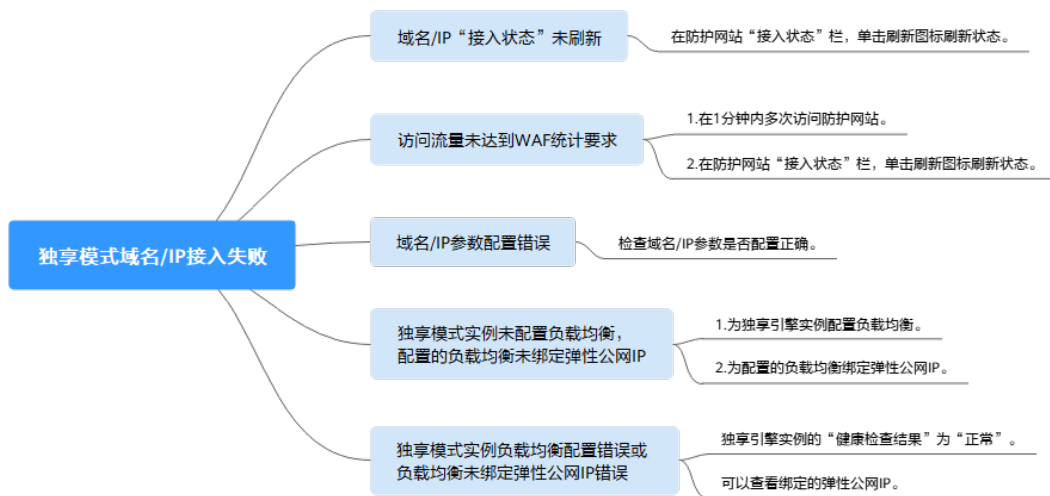 独享模式域名/IP接入失败
域名/IP“接入状态”未刷新
在防护网站“接入状态”栏，单击刷新图标刷新状态。
访问流量未达到WAF统计要求
1.在1分钟内多次访问防护网站。
2.在防护网站“接入状态”栏，单击刷新图标刷新状态。
域名/IP参数配置错误
检查域名/IP参数是否配置正确。
独享模式实例未配置负载均衡，
配置的负载均衡未绑定弹性公网IP
1.为独享引擎实例配置负载均衡。
2.为配置的负载均衡绑定弹性公网IP。
独享模式实例负载均衡配置错误或
负载均衡未绑定弹性公网IP错误
独享引擎实例的“健康检查结果”为“正常”。
可以查看绑定的弹性公网IP。